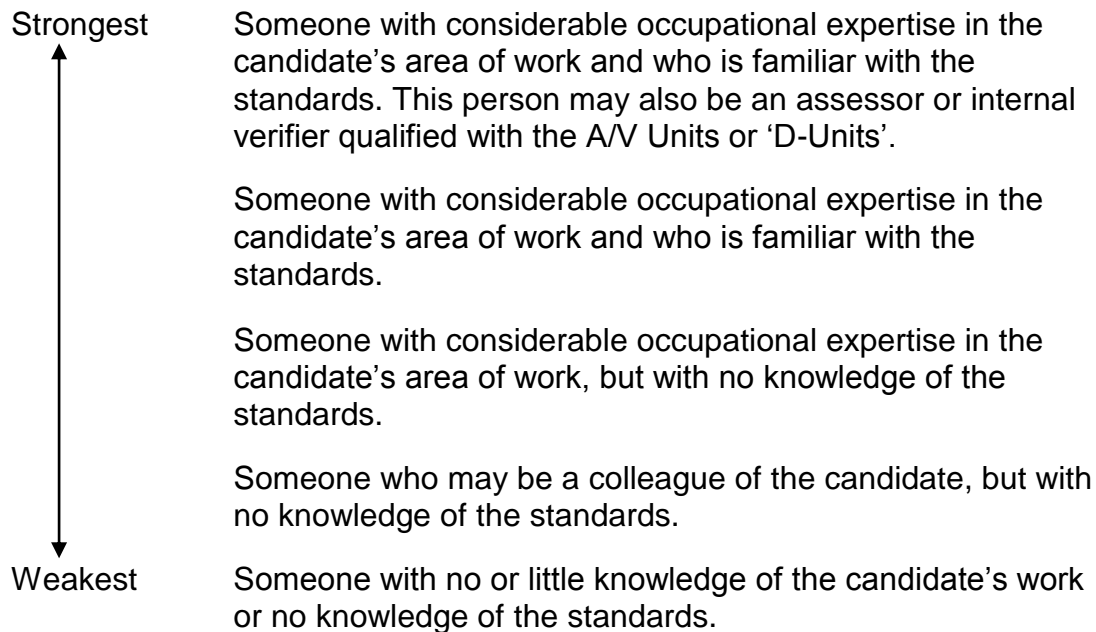 Strongest Someone with considerable occupational expertise in the
candidate’s area of work and who is familiar with the
standards. This person may also be an assessor or internal
verifier qualified with the A/V Units or ‘D-Units’.
Someone with considerable occupational expertise in the
candidate’s area of work and who is familiar with the
standards.
Someone with considerable occupational expertise in the
candidate’s area of work, but with no knowledge of the
standards.
Someone who may be a colleague of the candidate, but with
no knowledge of the standards.
Weakest Someone with no or little knowledge of the candidate’s work
or no knowledge of the standards.